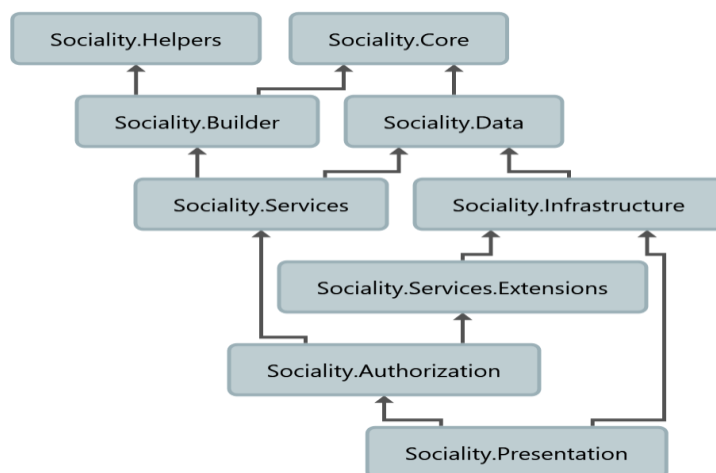 Sociality.Helpers
Sociality.Core
Sociality.Builder
Sociality.Data
Sociality.Services
Sociality.Infrastructure
Sociality.Services.Extensions
Sociality.Authorization
Sociality.Presentation